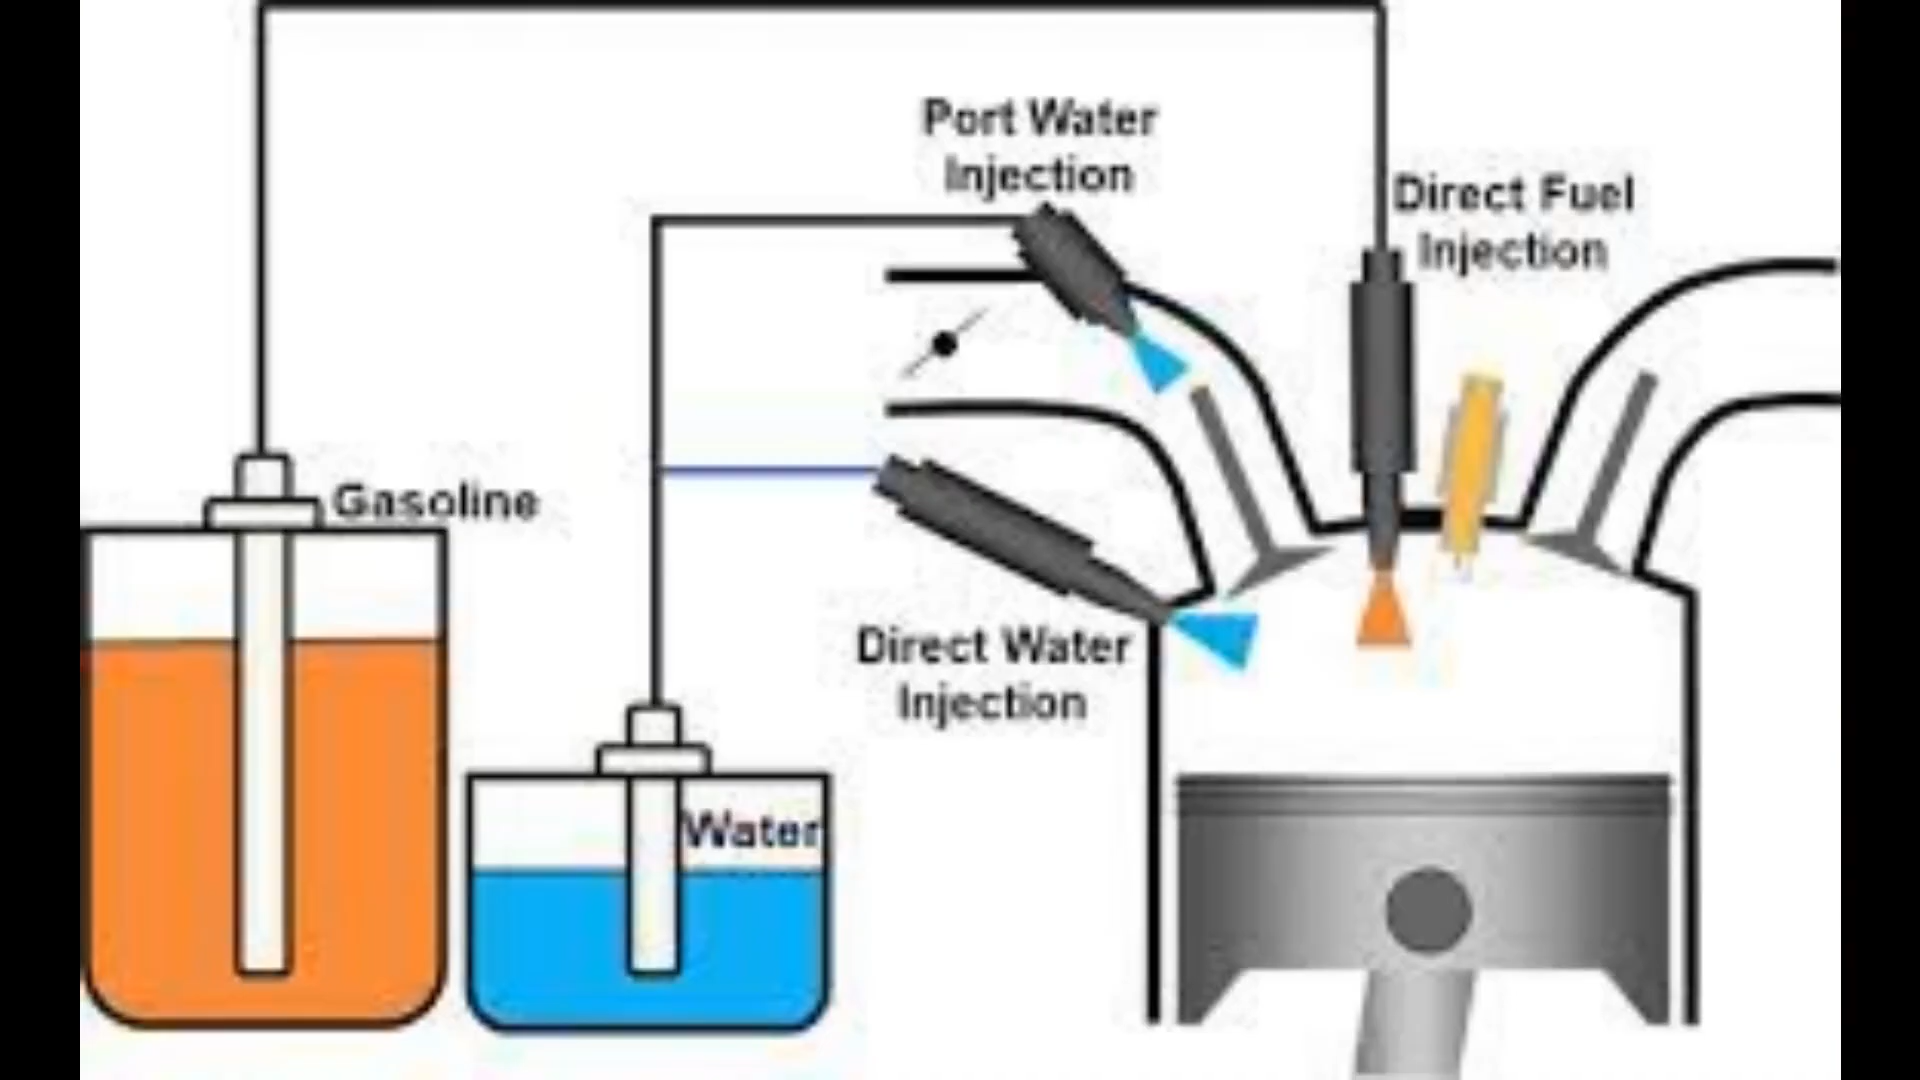 Port Water
Injection
Direct Fuel
Injection
Gasoline
Direct Water
Injection
Water